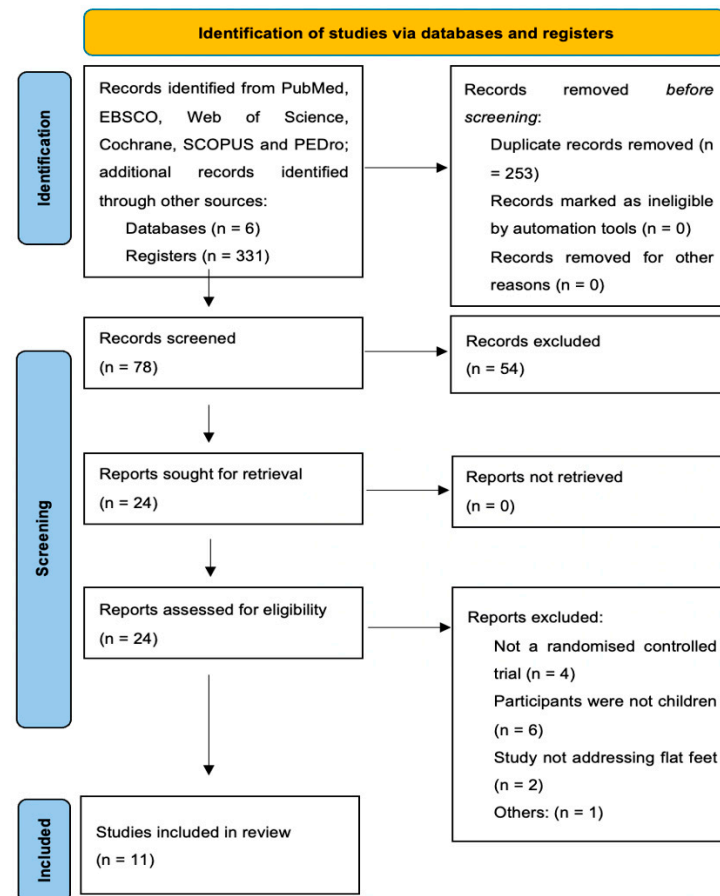 Identification of studies via databases and registers
Identification
Records identified from PubMed,
EBSCO, Web of Science,
Cochrane, SCOPUS and PEDro;
additional records identified
through other sources:
Databases (n = 6)
Registers (n = 331)
Records removed before
screening:
Duplicate records removed (n
= 253)
Records marked as ineligible
by automation tools (n = 0)
Records removed for other
reasons (n = 0)
Screening
Records screened
(n = 78)
Records excluded
(n = 54)
Reports sought for retrieval
(n = 24)
Reports not retrieved
(n = 0)
Reports assessed for eligibility
(n = 24)
Reports excluded:
Not a randomised controlled
trial (n = 4)
Participants were not children
(n = 6)
Study not addressing flat feet
(n = 2)
Others: (n = 1)
Included
Studies included in review
(n = 11)